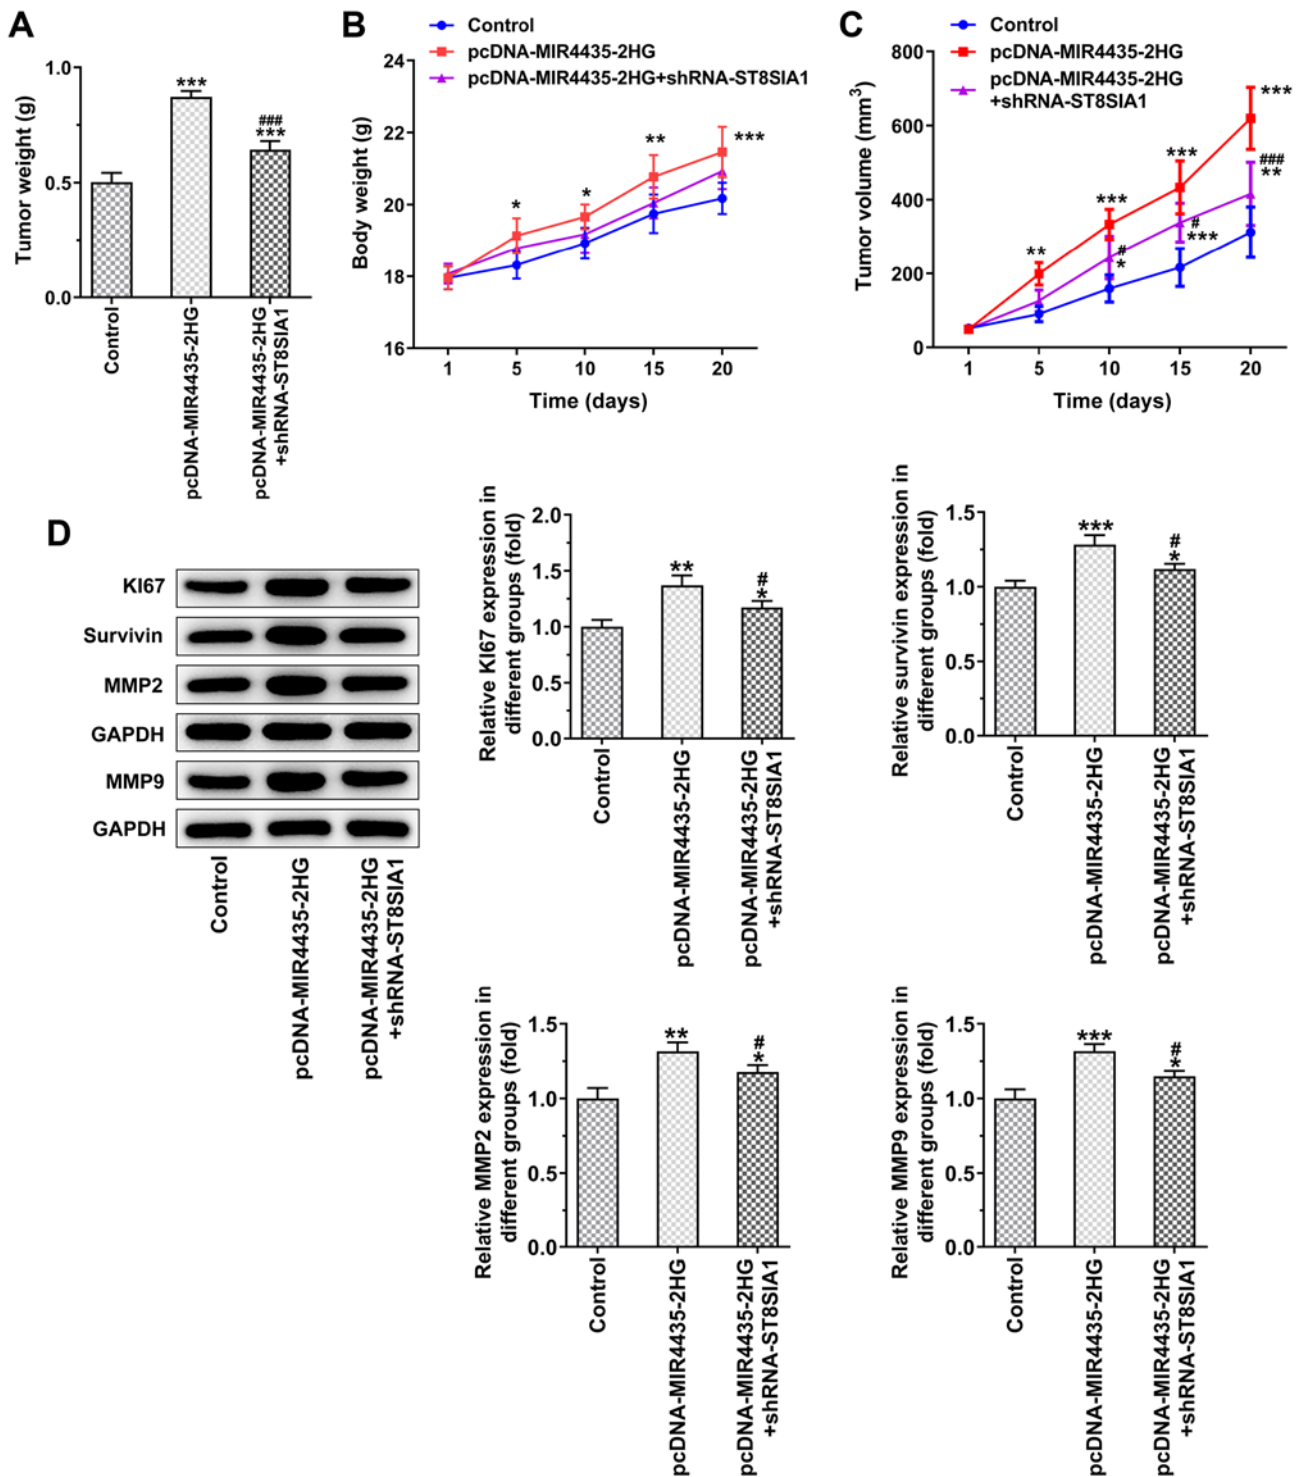 A
Tumor weight (g)
1.0
0.5
0.0
***
###
***
Control
pcDNA-MIR4435-2HG
pcDNA-MIR4435-2HG
+shRNA-ST8SIA1
B
Control
pcDNA-MIR4435-2HG
pcDNA-MIR4435-2HG+shRNA-ST8SIA1
Body weight (g)
24
22
20
18
16
*
*
**
***
1 5 10 15 20
Time (days)
C
Control
pcDNA-MIR4435-2HG
pcDNA-MIR4435-2HG
+shRNA-ST8SIA1
Tumor volume (mm³)
800
600
400
200
0
**
***
#
*
***
#
***
***
###
**
1 5 10 15 20
Time (days)
D
KI67
Survivin
MMP2
GAPDH
MMP9
GAPDH
Control
pcDNA-MIR4435-2HG
pcDNA-MIR4435-2HG
+shRNA-ST8SIA1
Relative KI67 expression in
different groups (fold)
2.0
1.5
1.0
0.5
0.0
**
#
*
Control
pcDNA-MIR4435-2HG
pcDNA-MIR4435-2HG
+shRNA-ST8SIA1
Relative survivin expression in
different groups (fold)
1.5
1.0
0.5
0.0
***
#
*
Control
pcDNA-MIR4435-2HG
pcDNA-MIR4435-2HG
+shRNA-ST8SIA1
Relative MMP2 expression in
different groups (fold)
1.5
1.0
0.5
0.0
**
#
*
Control
pcDNA-MIR4435-2HG
pcDNA-MIR4435-2HG
+shRNA-ST8SIA1
Relative MMP9 expression in
different groups (fold)
1.5
1.0
0.5
0.0
***
#
*
Control
pcDNA-MIR4435-2HG
pcDNA-MIR4435-2HG
+shRNA-ST8SIA1